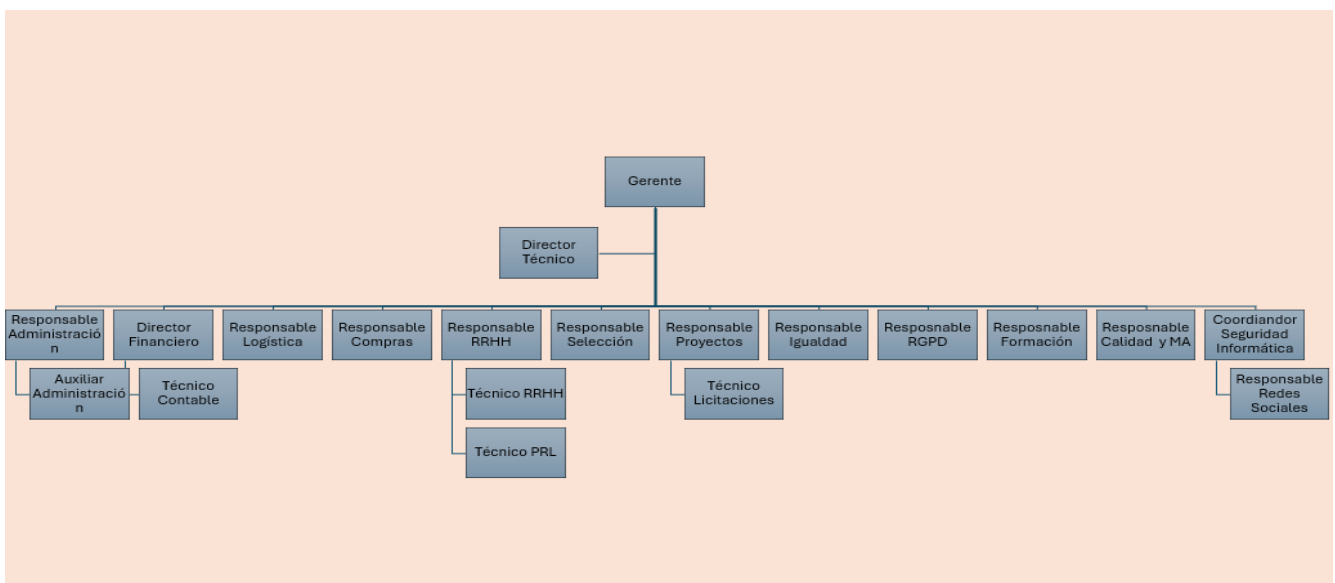 Gerente
Director
Técnico
Responsable
Administració
n
Director
Financiero
Responsable
Logística
Responsable
Compras
Responsable
RRHH
Responsable
Selección
Responsable
Proyectos
Responsable
Igualdad
Resposnable
RGPD
Resposnable
Formación
Resposnable
Calidad y MA
Coordiandor
Seguridad
Informática
Auxiliar
Administració
n
Técnico
Contable
Técnico RRHH
Técnico
Licitaciones
Responsable
Redes
Sociales
Técnico PRL